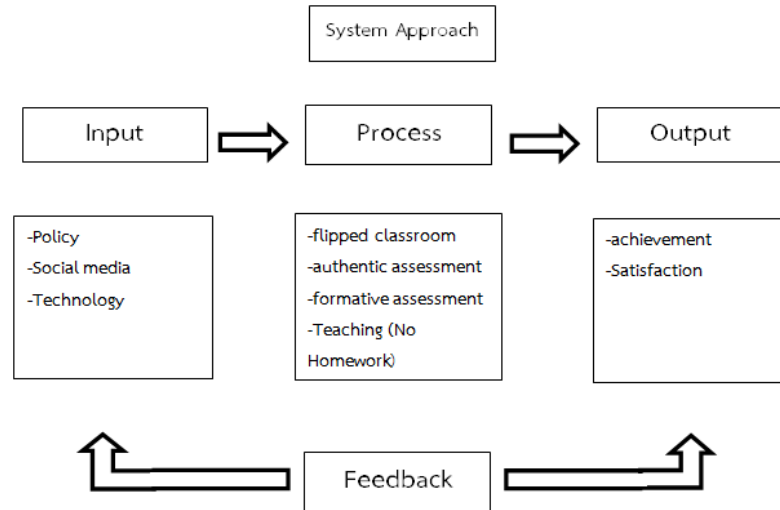 System Approach
Input
Process
Output
-Policy
-Social media
-Technology
-flipped classroom
-authentic assessment
-formative assessment
-Teaching (No
Homework)
-achievement
-Satisfaction
Feedback